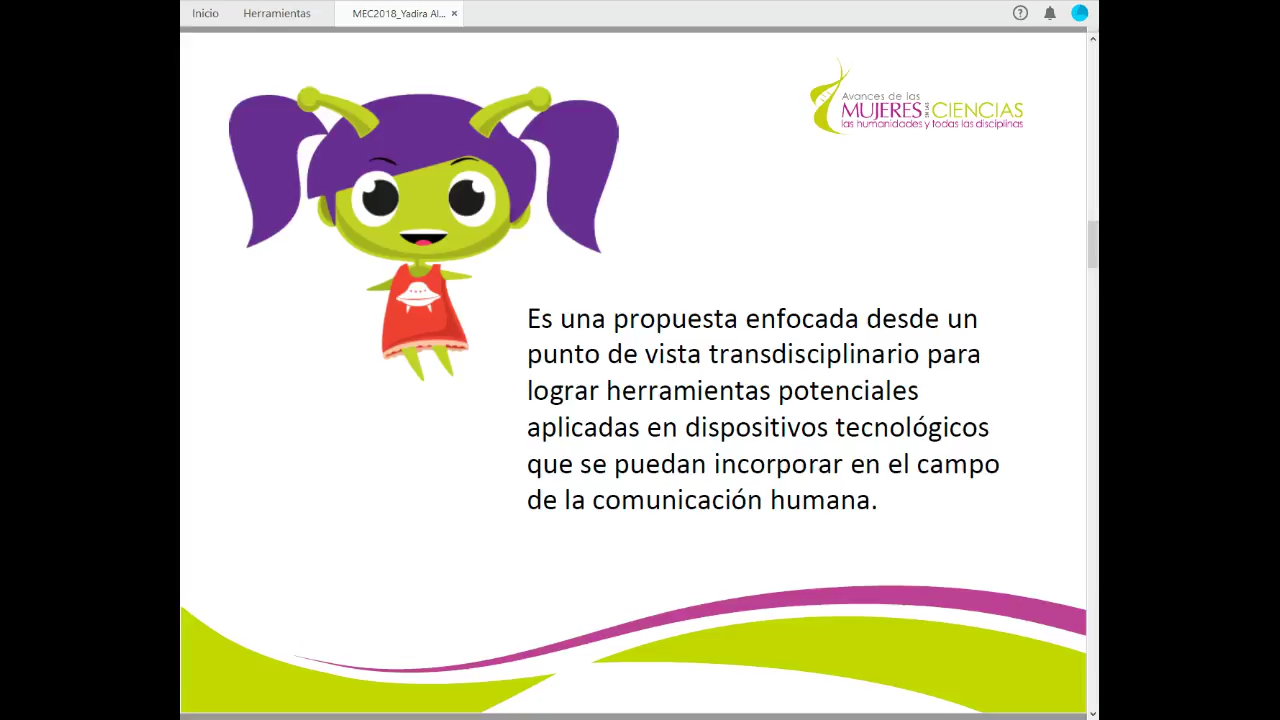 Inicio Herramientas MEC2018_Yadira Al... ×
Avances de las
MUJERES EN LAS CIENCIAS
las humanidades y todas las disciplinas
Es una propuesta enfocada desde un
punto de vista transdisciplinario para
lograr herramientas potenciales
aplicadas en dispositivos tecnológicos
que se puedan incorporar en el campo
de la comunicación humana.